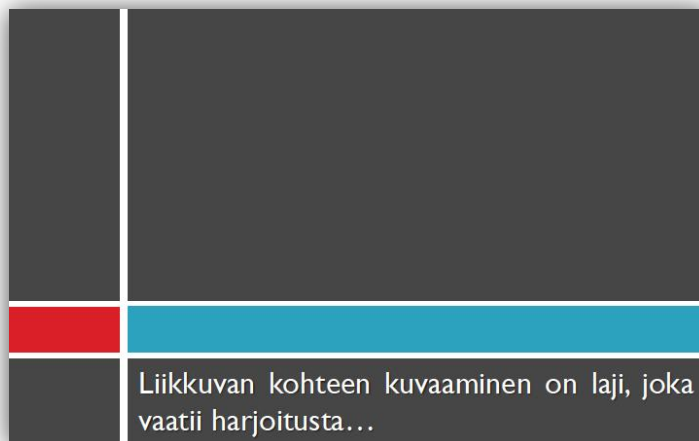 Liikkuvan kohteen kuvaaminen on laji, joka
vaatii harjoitusta…